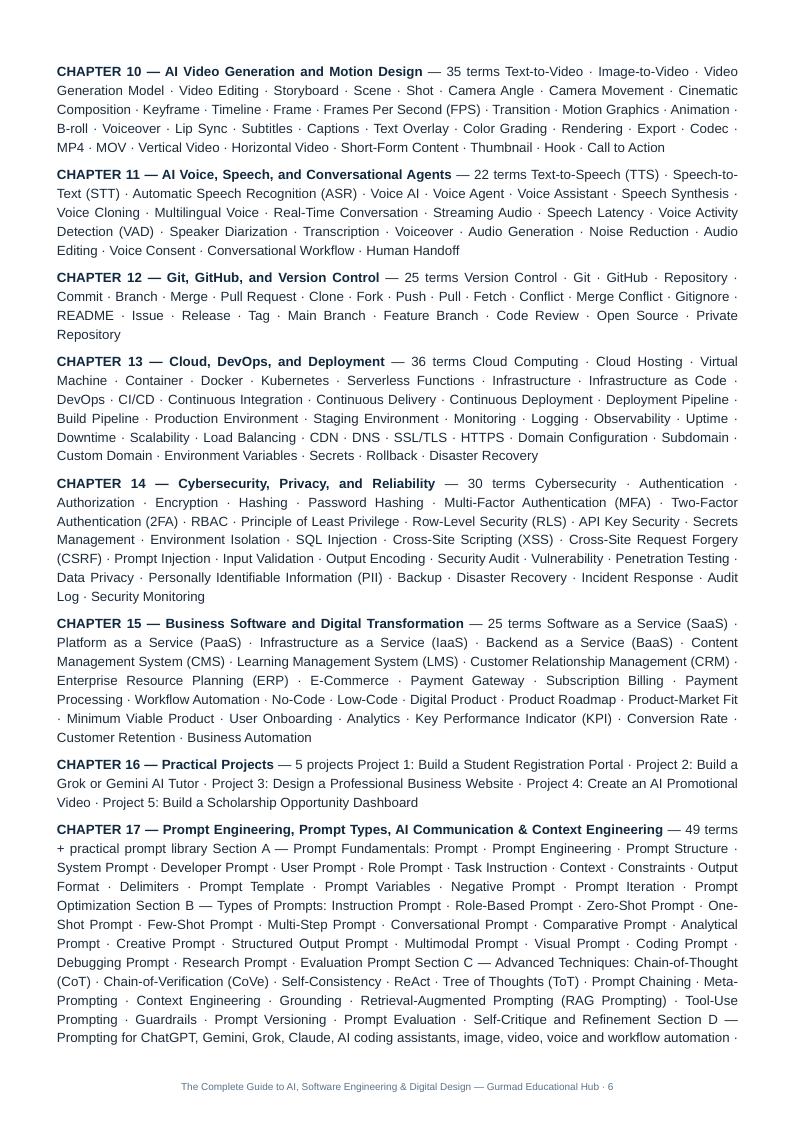 CHAPTER 10 — AI Video Generation and Motion Design — 35 terms Text-to-Video · Image-to-Video · Video
Generation Model · Video Editing · Storyboard · Scene · Shot · Camera Angle · Camera Movement · Cinematic
Composition · Keyframe · Timeline · Frame · Frames Per Second (FPS) · Transition · Motion Graphics · Animation ·
B-roll · Voiceover · Lip Sync · Subtitles · Captions · Text Overlay · Color Grading · Rendering · Export · Codec ·
MP4 · MOV · Vertical Video · Horizontal Video · Short-Form Content · Thumbnail · Hook · Call to Action
CHAPTER 11 — AI Voice, Speech, and Conversational Agents — 22 terms Text-to-Speech (TTS) · Speech-to-
Text (STT) · Automatic Speech Recognition (ASR) · Voice AI · Voice Agent · Voice Assistant · Speech Synthesis ·
Voice Cloning · Multilingual Voice · Real-Time Conversation · Streaming Audio · Speech Latency · Voice Activity
Detection (VAD) · Speaker Diarization · Transcription · Voiceover · Audio Generation · Noise Reduction · Audio
Editing · Voice Consent · Conversational Workflow · Human Handoff
CHAPTER 12 — Git, GitHub, and Version Control — 25 terms Version Control · Git · GitHub · Repository ·
Commit · Branch · Merge · Pull Request · Clone · Fork · Push · Pull · Fetch · Conflict · Merge Conflict · Gitignore ·
README · Issue · Release · Tag · Main Branch · Feature Branch · Code Review · Open Source · Private
Repository
CHAPTER 13 — Cloud, DevOps, and Deployment — 36 terms Cloud Computing · Cloud Hosting · Virtual
Machine · Container · Docker · Kubernetes · Serverless Functions · Infrastructure · Infrastructure as Code ·
DevOps · CI/CD · Continuous Integration · Continuous Delivery · Continuous Deployment · Deployment Pipeline ·
Build Pipeline · Production Environment · Staging Environment · Monitoring · Logging · Observability · Uptime ·
Downtime · Scalability · Load Balancing · CDN · DNS · SSL/TLS · HTTPS · Domain Configuration · Subdomain ·
Custom Domain · Environment Variables · Secrets · Rollback · Disaster Recovery
CHAPTER 14 — Cybersecurity, Privacy, and Reliability — 30 terms Cybersecurity · Authentication ·
Authorization · Encryption · Hashing · Password Hashing · Multi-Factor Authentication (MFA) · Two-Factor
Authentication (2FA) · RBAC · Principle of Least Privilege · Row-Level Security (RLS) · API Key Security · Secrets
Management · Environment Isolation · SQL Injection · Cross-Site Scripting (XSS) · Cross-Site Request Forgery
(CSRF) · Prompt Injection · Input Validation · Output Encoding · Security Audit · Vulnerability · Penetration Testing ·
Data Privacy · Personally Identifiable Information (PII) · Backup · Disaster Recovery · Incident Response · Audit
Log · Security Monitoring
CHAPTER 15 — Business Software and Digital Transformation — 25 terms Software as a Service (SaaS) ·
Platform as a Service (PaaS) · Infrastructure as a Service (IaaS) · Backend as a Service (BaaS) · Content
Management System (CMS) · Learning Management System (LMS) · Customer Relationship Management (CRM) ·
Enterprise Resource Planning (ERP) · E-Commerce · Payment Gateway · Subscription Billing · Payment
Processing · Workflow Automation · No-Code · Low-Code · Digital Product · Product Roadmap · Product-Market Fit
· Minimum Viable Product · User Onboarding · Analytics · Key Performance Indicator (KPI) · Conversion Rate ·
Customer Retention · Business Automation
CHAPTER 16 — Practical Projects — 5 projects Project 1: Build a Student Registration Portal · Project 2: Build a
Grok or Gemini AI Tutor · Project 3: Design a Professional Business Website · Project 4: Create an AI Promotional
Video · Project 5: Build a Scholarship Opportunity Dashboard
CHAPTER 17 — Prompt Engineering, Prompt Types, AI Communication & Context Engineering — 49 terms
+ practical prompt library Section A — Prompt Fundamentals: Prompt · Prompt Engineering · Prompt Structure ·
System Prompt · Developer Prompt · User Prompt · Role Prompt · Task Instruction · Context · Constraints · Output
Format · Delimiters · Prompt Template · Prompt Variables · Negative Prompt · Prompt Iteration · Prompt
Optimization Section B — Types of Prompts: Instruction Prompt · Role-Based Prompt · Zero-Shot Prompt · One-
Shot Prompt · Few-Shot Prompt · Multi-Step Prompt · Conversational Prompt · Comparative Prompt · Analytical
Prompt · Creative Prompt · Structured Output Prompt · Multimodal Prompt · Visual Prompt · Coding Prompt ·
Debugging Prompt · Research Prompt · Evaluation Prompt Section C — Advanced Techniques: Chain-of-Thought
(CoT) · Chain-of-Verification (CoVe) · Self-Consistency · ReAct · Tree of Thoughts (ToT) · Prompt Chaining · Meta-
Prompting · Context Engineering · Grounding · Retrieval-Augmented Prompting (RAG Prompting) · Tool-Use
Prompting · Guardrails · Prompt Versioning · Prompt Evaluation · Self-Critique and Refinement Section D —
Prompting for ChatGPT, Gemini, Grok, Claude, AI coding assistants, image, video, voice and workflow automation ·
The Complete Guide to AI, Software Engineering & Digital Design — Gurmad Educational Hub · 6